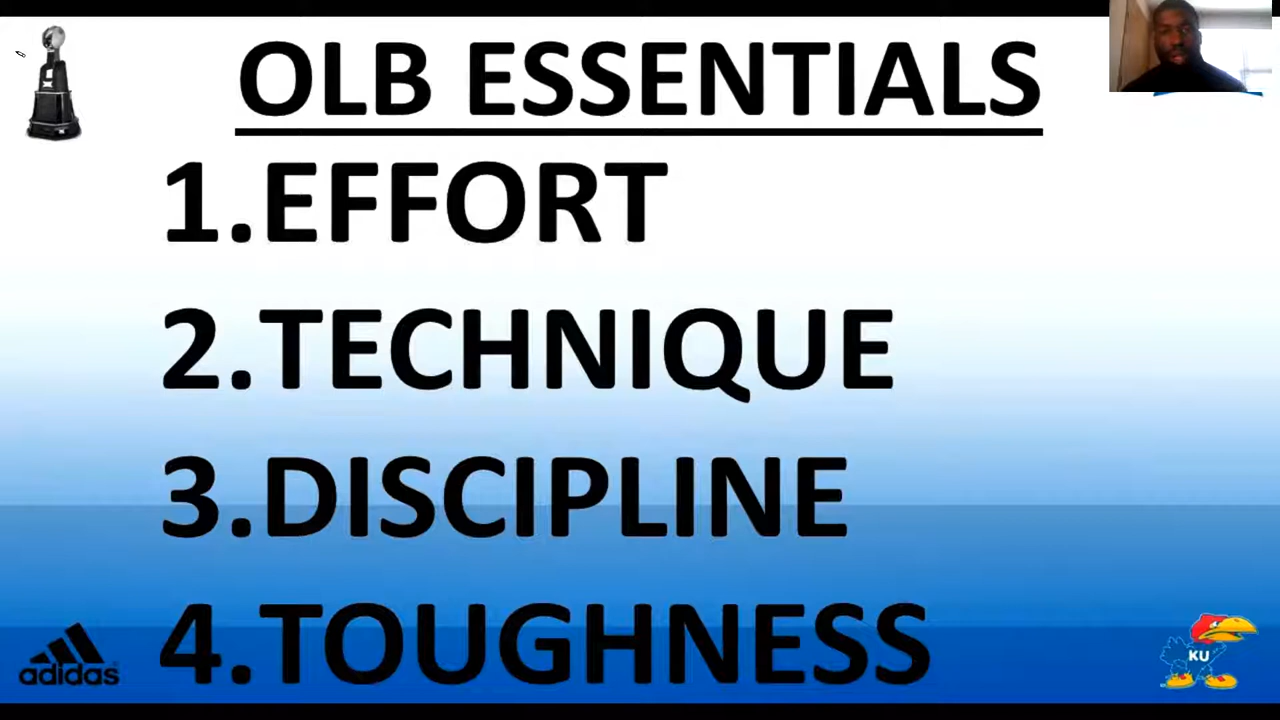 OLB ESSENTIALS
1.EFFORT
2.TECHNIQUE
3.DISCIPLINE
4.TOUGHNESS
adidas
KU